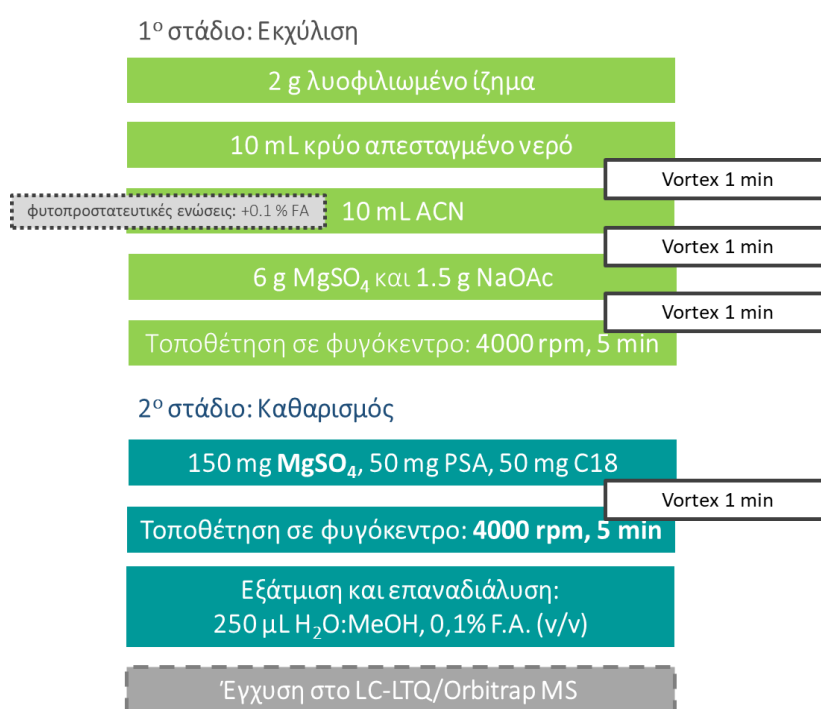 1ο στάδιο: Εκχύλιση
2 g λυοφιλιωμένο ίζημα
10 mL κρύο απεσταγμένο νερό
Vortex 1 min
φυτοπροστατευτικές ενώσεις: +0.1 % FA
10 mL ACN
Vortex 1 min
6 g MgSO4 και 1.5 g NaOAc
Vortex 1 min
Τοποθέτηση σε φυγόκεντρο: 4000 rpm, 5 min
2ο στάδιο: Καθαρισμός
150 mg MgSO4, 50 mg PSA, 50 mg C18
Vortex 1 min
Τοποθέτηση σε φυγόκεντρο: 4000 rpm, 5 min
Εξάτμιση και επαναδιάλυση:
250 μL H2O:MeOH, 0,1% F.A. (v/v)
Έγχυση στο LC-LTQ/Orbitrap MS